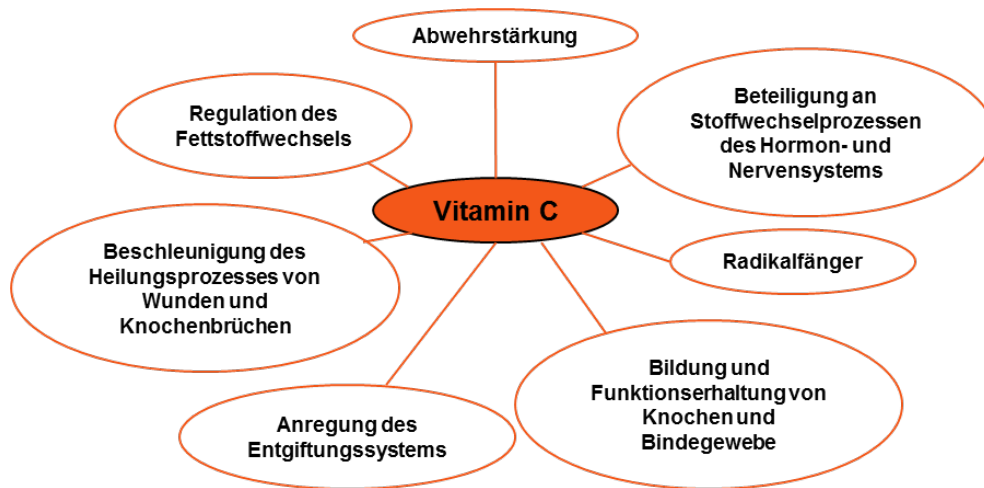 Abwehrstärkung
Regulation des
Fettstoffwechsels
Beteiligung an
Stoffwechselprozessen
des Hormon- und
Nervensystems
Vitamin C
Beschleunigung des
Heilungsprozesses von
Wunden und
Knochenbrüchen
Radikalfänger
Anregung des
Entgiftungssystems
Bildung und
Funktionserhaltung von
Knochen und
Bindegewebe